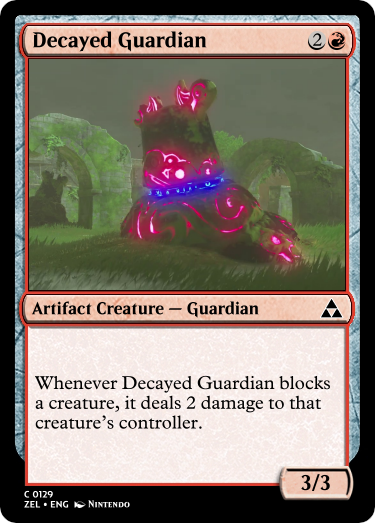 Decayed Guardian 2
Artifact Creature — Guardian
Whenever Decayed Guardian blocks
a creature, it deals 2 damage to that
creature's controller.
3/3
C 0129
ZEL • ENG Nintendo